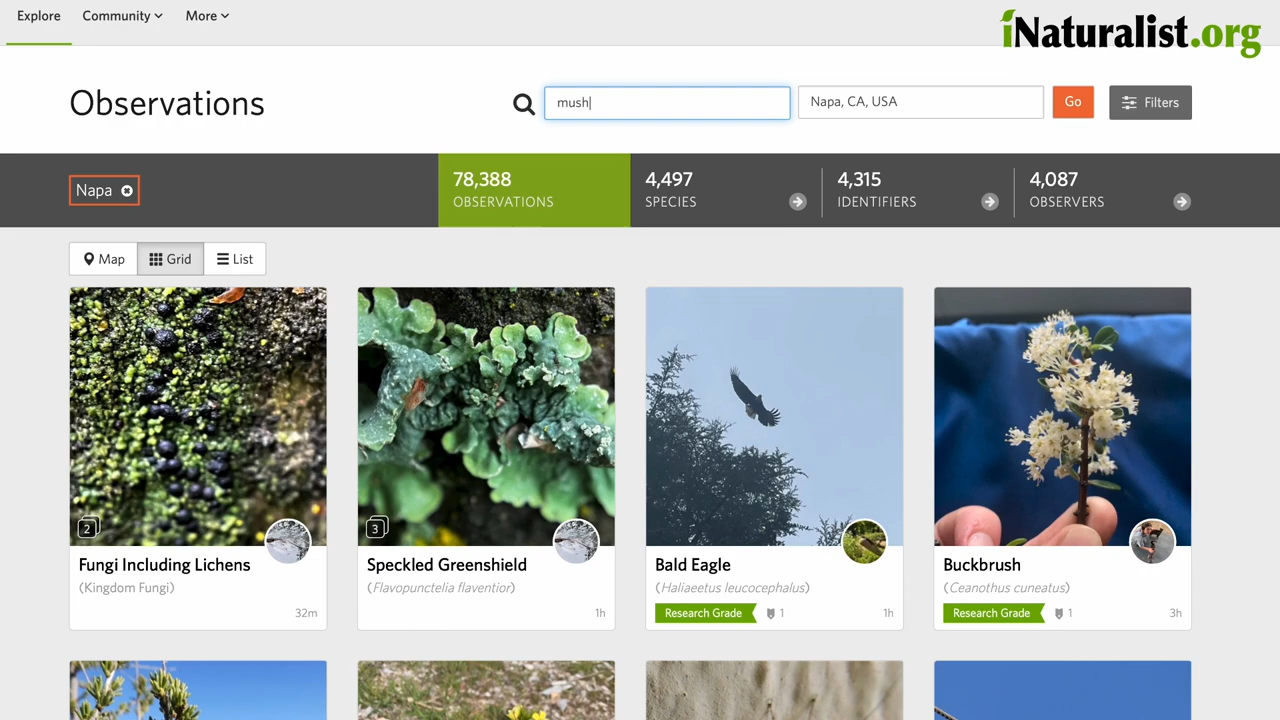 Explore
Community
More
iNaturalist.org
Observations
mush
Napa, CA, USA
Go
Filters
Napa
78,388
OBSERVATIONS
4,497
SPECIES
4,315
IDENTIFIERS
4,087
OBSERVERS
Map
Grid
List
2
Fungi Including Lichens
(Kingdom Fungi)
32m
3
Speckled Greenshield
(Flavopunctelia flaventior)
1h
Bald Eagle
(Haliaeetus leucocephalus)
Research Grade
1
1h
Buckbrush
(Ceanothus cuneatus)
Research Grade
1
3h